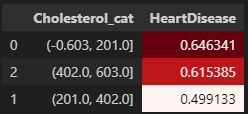 Cholesterol_cat HeartDisease
0 (-0.603, 201.0] 0.646341
2 (402.0, 603.0] 0.615385
1 (201.0, 402.0] 0.499133